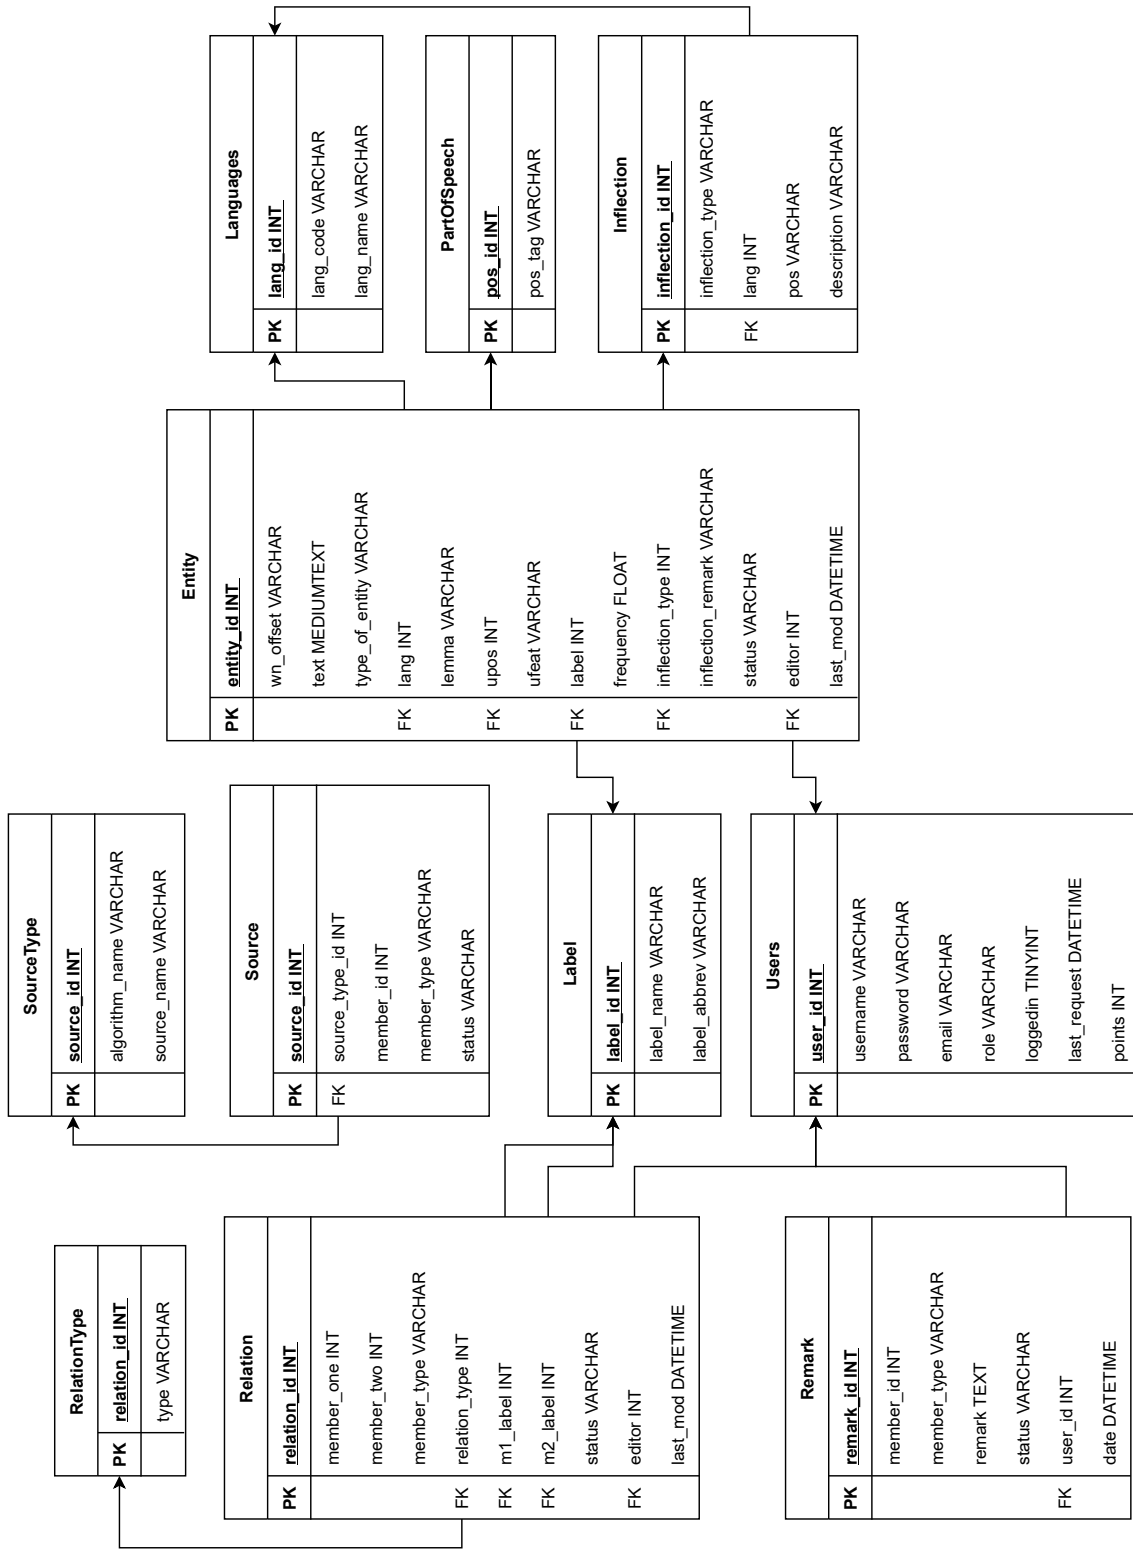 RelationType
PK relation_id INT
type VARCHAR
Relation
PK relation_id INT
member_one INT
member_two INT
member_type VARCHAR
FK relation_type INT
FK m1_label INT
FK m2_label INT
status VARCHAR
FK editor INT
last_mod DATETIME
Remark
PK remark_id INT
member_id INT
member_type VARCHAR
remark TEXT
status VARCHAR
FK user_id INT
date DATETIME
SourceType
PK source_id INT
algorithm_name VARCHAR
source_name VARCHAR
Source
PK source_id INT
FK source_type_id INT
member_id INT
member_type VARCHAR
status VARCHAR
Label
PK label_id INT
label_name VARCHAR
label_abbrev VARCHAR
Users
PK user_id INT
username VARCHAR
password VARCHAR
email VARCHAR
role VARCHAR
loggedin TINYINT
last_request DATETIME
points INT
Entity
PK entity_id INT
wn_offset VARCHAR
text MEDIUMTEXT
type_of_entity VARCHAR
FK lang INT
lemma VARCHAR
FK upos INT
ufeat VARCHAR
FK label INT
frequency FLOAT
FK inflection_type INT
inflection_remark VARCHAR
status VARCHAR
FK editor INT
last_mod DATETIME
Languages
PK lang_id INT
lang_code VARCHAR
lang_name VARCHAR
PartOfSpeech
PK pos_id INT
pos_tag VARCHAR
Inflection
PK inflection_id INT
inflection_type VARCHAR
FK lang INT
pos VARCHAR
description VARCHAR